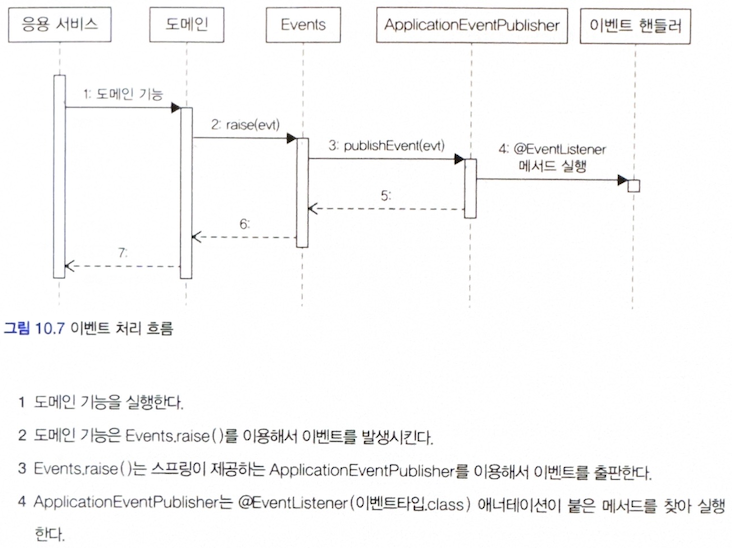 응용 서비스
도메인
Events
ApplicationEventPublisher
이벤트 핸들러
1: 도메인 기능
2: raise(evt)
3: publishEvent(evt)
4: @EventListener
메서드 실행
5:
6:
7:
그림 10.7 이벤트 처리 흐름
1 도메인 기능을 실행한다.
2 도메인 기능은 Events.raise()를 이용해서 이벤트를 발생시킨다.
3 Events.raise()는 스프링이 제공하는 ApplicationEventPublisher를 이용해서 이벤트를 출판한다.
4 ApplicationEventPublisher는 @EventListener(이벤트타입.class) 애너테이션이 붙은 메서드를 찾아 실행
한다.